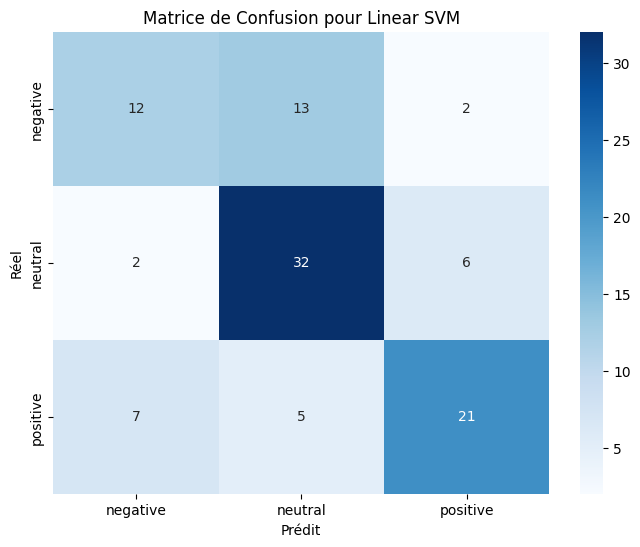 Matrice de Confusion pour Linear SVM
negative
12
13
2
neutral
2
32
6
positive
7
5
21
negative
neutral
positive
Réel
Prédit
30
25
20
15
10
5